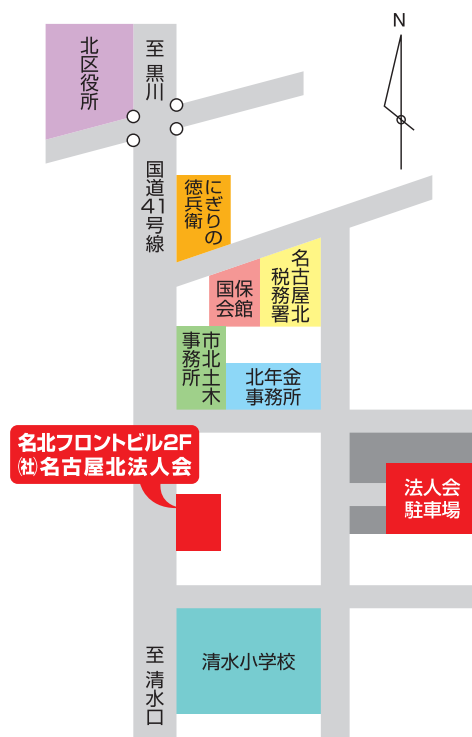 N
至 黒川
北区役所
国道41号線
にぎりの
徳兵衛
名古屋北
税務署
国保
会館
市北土木
事務所
北年金
事務所
名北フロントビル2F
㈳名古屋北法人会
法人会
駐車場
清水小学校
至 清水口